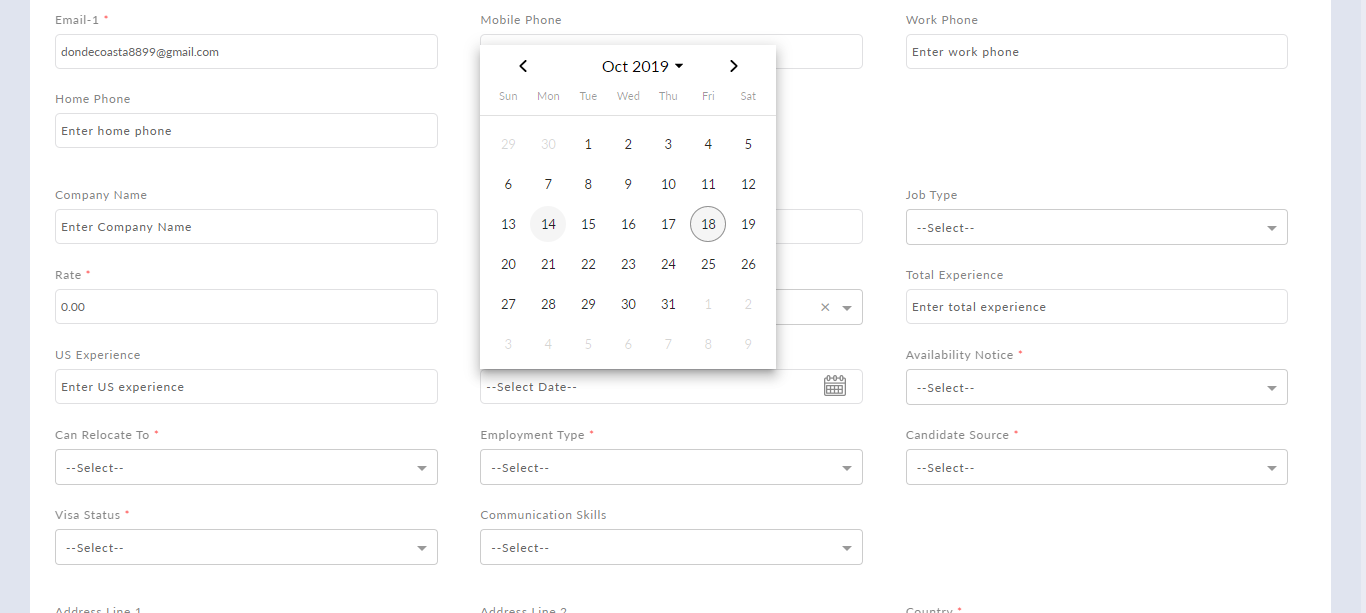 Email-1 *
Mobile Phone
Work Phone
dondecoasta8899@gmail.com
Enter work phone
Oct 2019
Sun Mon Tue Wed Thu Fri Sat
Home Phone
Enter home phone
29 30 1 2 3 4 5
6 7 8 9 10 11 12
13 14 15 16 17 18 19
20 21 22 23 24 25 26
27 28 29 30 31 1 2
3 4 5 6 7 8 9
Company Name
Job Type
Enter Company Name
--Select--
Rate *
Total Experience
0.00
Enter total experience
US Experience
Availability Notice *
Enter US experience
--Select Date--
--Select--
Can Relocate To *
Employment Type *
Candidate Source *
--Select--
--Select--
--Select--
Visa Status *
Communication Skills
--Select--
--Select--
Address Line 1
Address Line 2
Country *